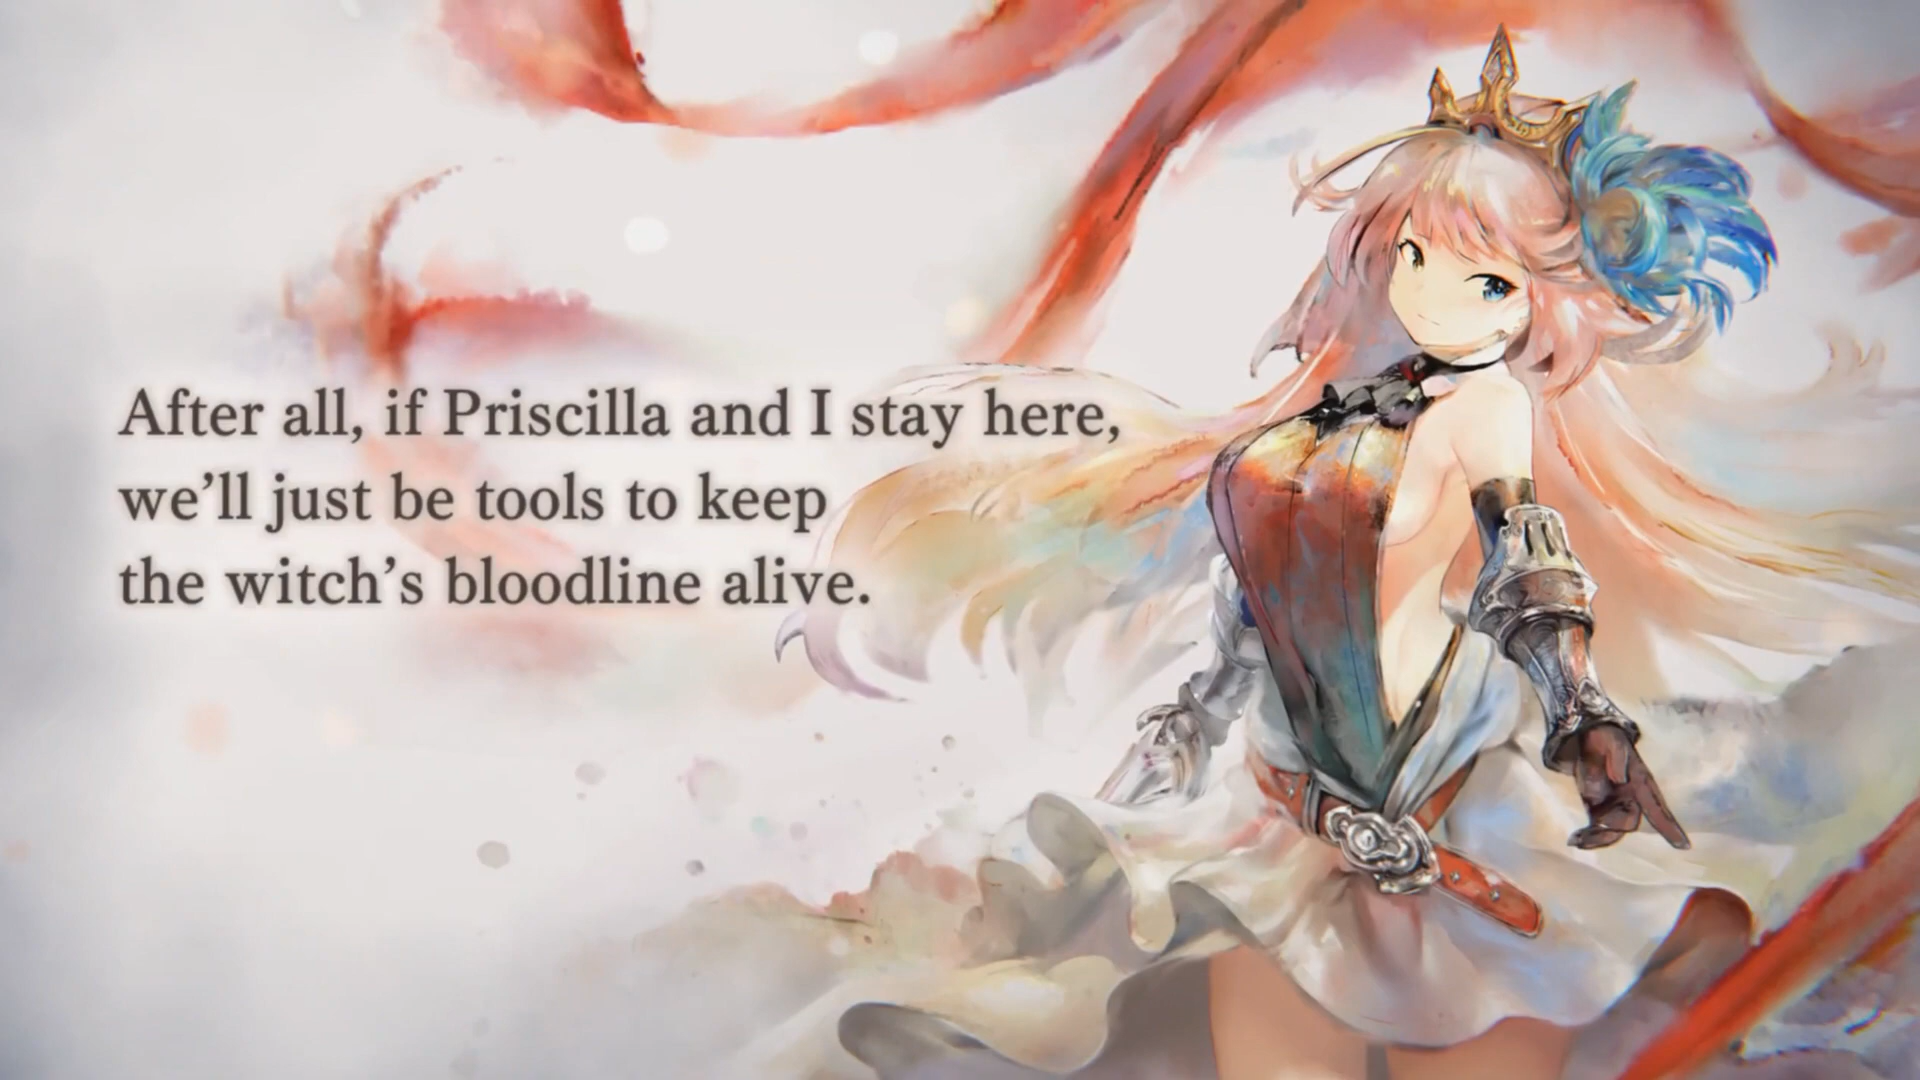 After all, if Priscilla and I stay here,
we’ll just be tools to keep
the witch’s bloodline alive.